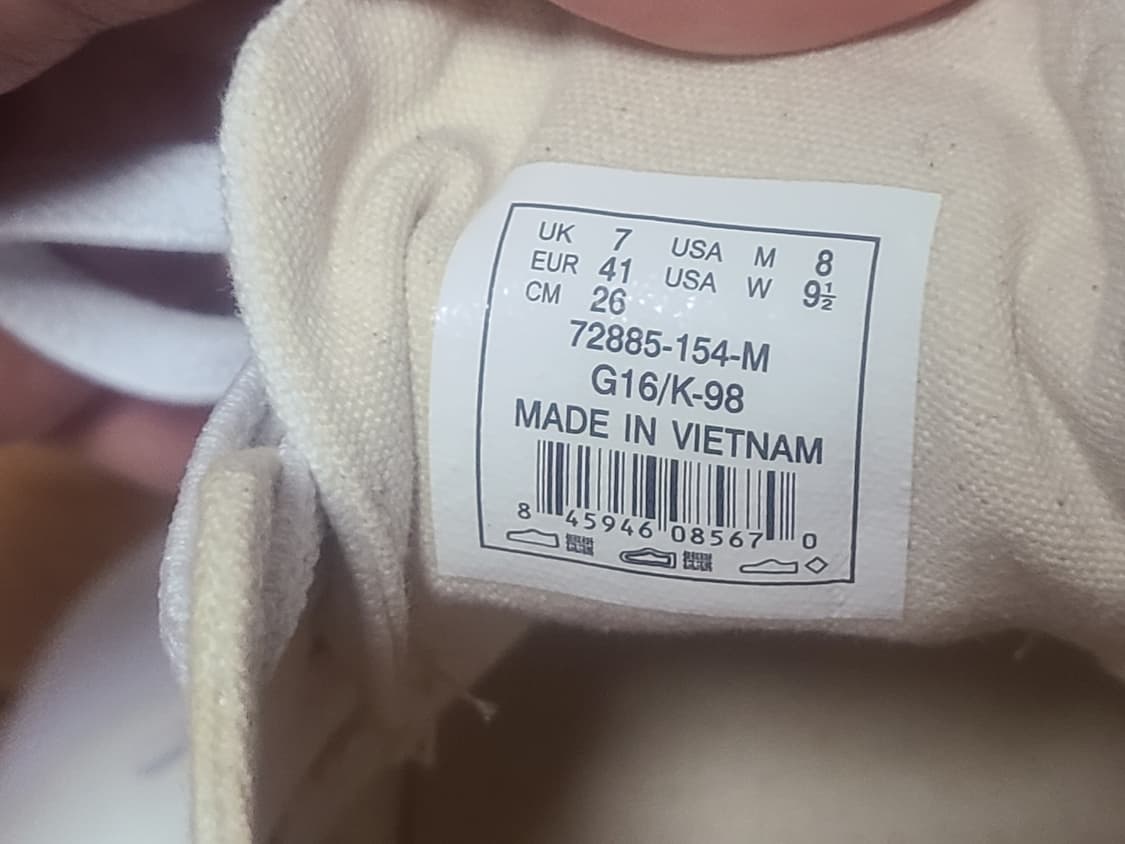 UK 7 USA M 8
EUR 41 USA W 9½
CM 26
72885-154-M
G16/K-98
MADE IN VIETNAM
8 45946 08567 0